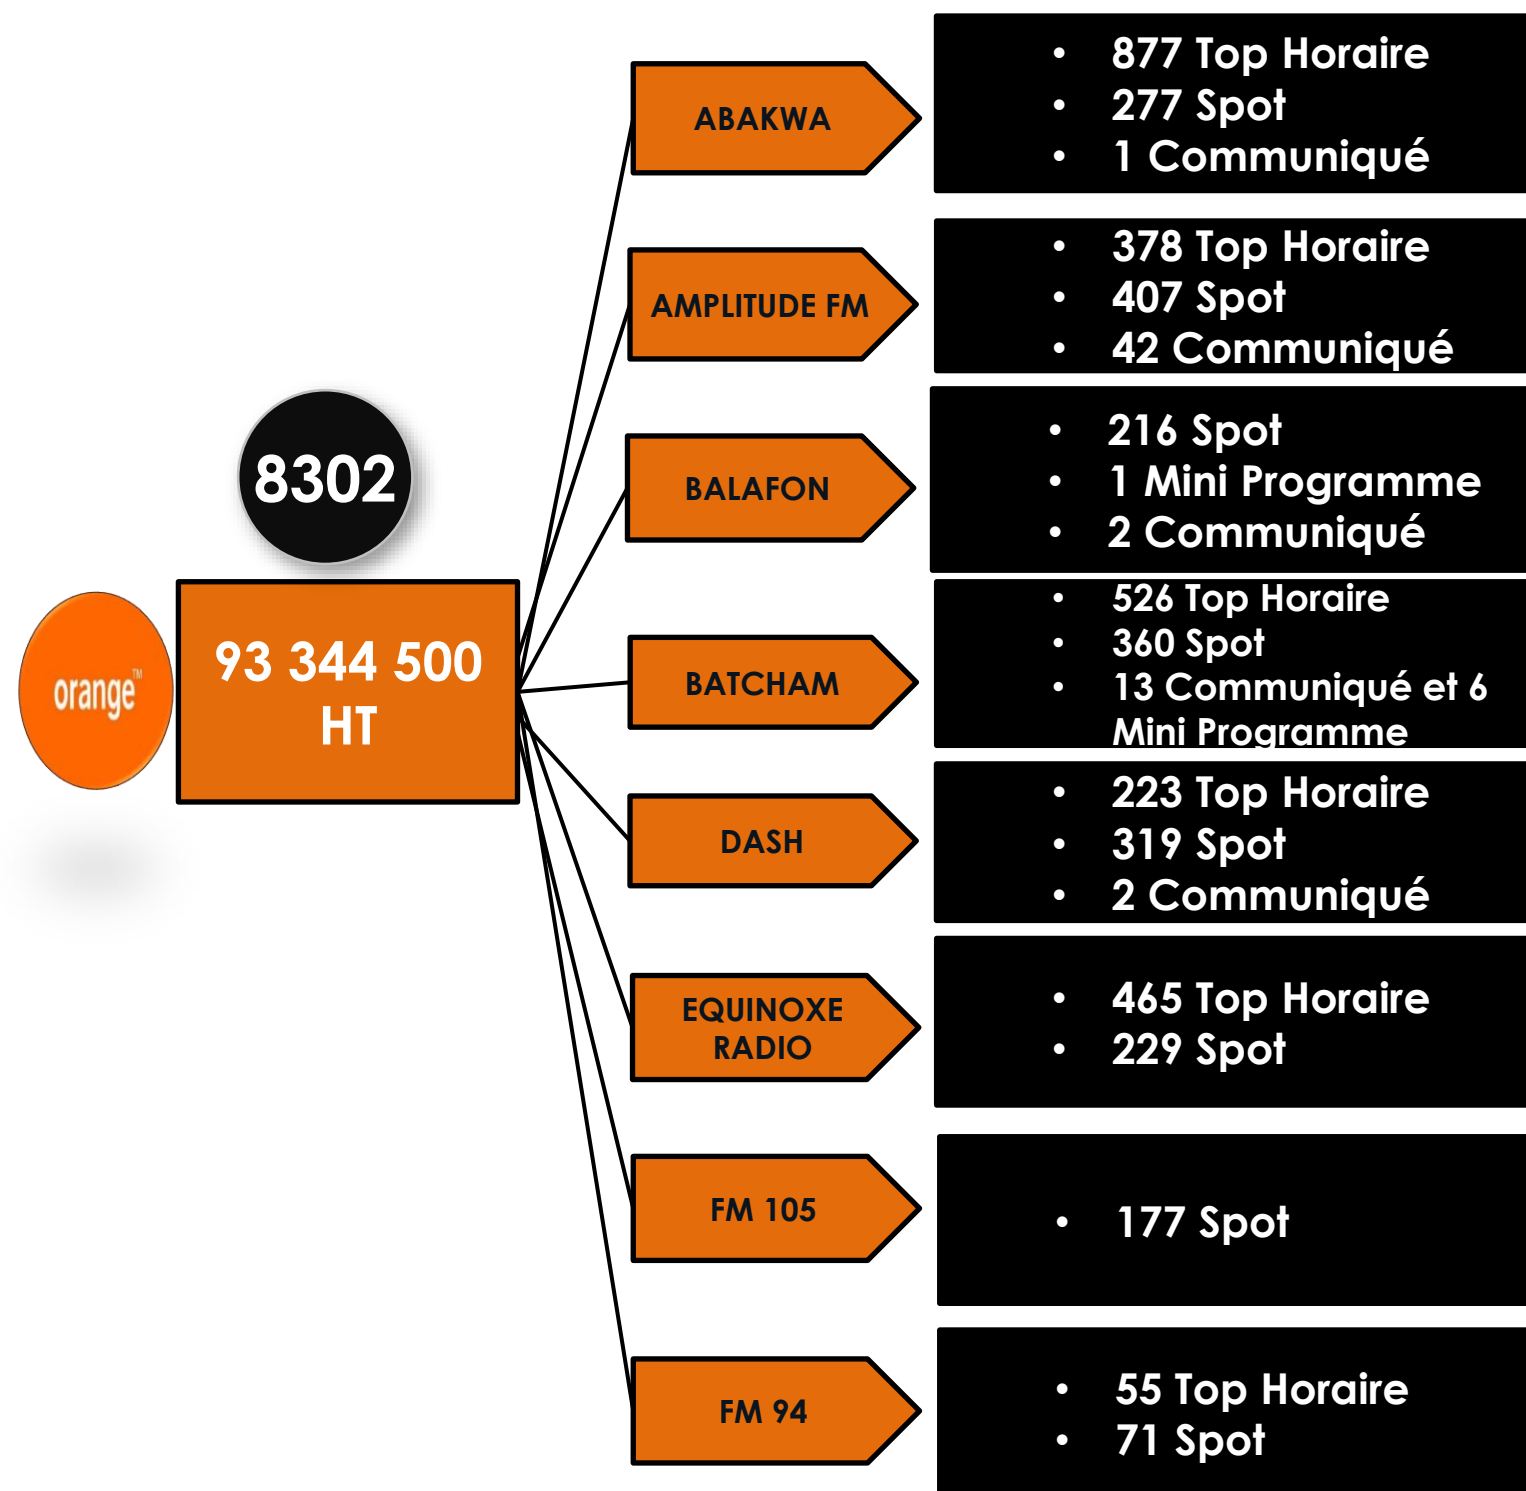 8302
orange™
93 344 500
HT
ABAKWA
• 877 Top Horaire
• 277 Spot
• 1 Communiqué
AMPLITUDE FM
• 378 Top Horaire
• 407 Spot
• 42 Communiqué
BALAFON
• 216 Spot
• 1 Mini Programme
• 2 Communiqué
BATCHAM
• 526 Top Horaire
• 360 Spot
• 13 Communiqué et 6
Mini Programme
DASH
• 223 Top Horaire
• 319 Spot
• 2 Communiqué
EQUINOXE
RADIO
• 465 Top Horaire
• 229 Spot
FM 105
• 177 Spot
FM 94
• 55 Top Horaire
• 71 Spot